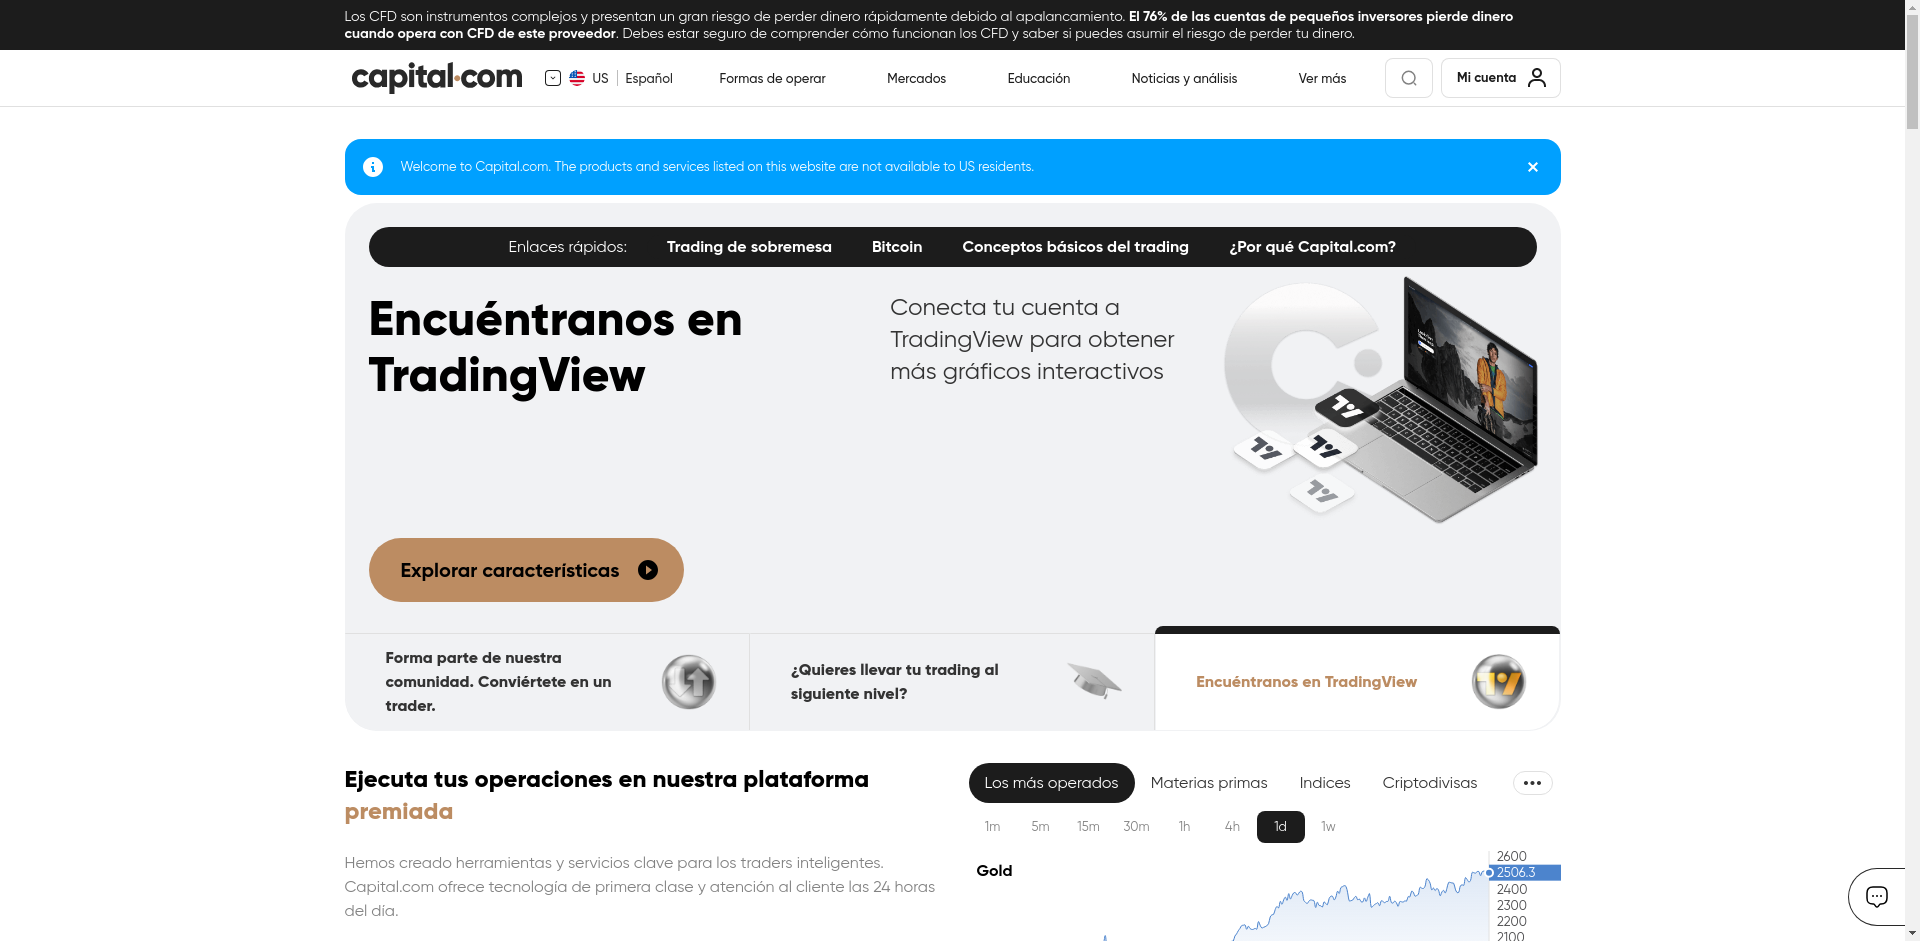 Los CFD son instrumentos complejos y presentan un gran riesgo de perder dinero rápidamente debido al apalancamiento. El 76% de las cuentas de pequeños inversores pierde dinero
cuando opera con CFD de este proveedor. Debes estar seguro de comprender cómo funcionan los CFD y saber si puedes asumir el riesgo de perder tu dinero.
capital.com
US
Español
Formas de operar
Mercados
Educación
Noticias y análisis
Ver más
Mi cuenta
Welcome to Capital.com. The products and services listed on this website are not available to US residents.
Enlaces rápidos:
Trading de sobremesa
Bitcoin
Conceptos básicos del trading
¿Por qué Capital.com?
Encuéntranos en
TradingView
Conecta tu cuenta a
TradingView para obtener
más gráficos interactivos
Explorar características
Forma parte de nuestra
comunidad. Conviértete en un
trader.
¿Quieres llevar tu trading al
siguiente nivel?
Encuéntranos en TradingView
Ejecuta tus operaciones en nuestra plataforma
premiada
Hemos creado herramientas y servicios clave para los traders inteligentes.
Capital.com ofrece tecnología de primera clase y atención al cliente las 24 horas
del día.
Los más operados
Materias primas
Indices
Criptodivisas
1m
5m
15m
30m
1h
4h
1d
1w
Gold
2600
2506.3
2400
2300
2200
2100